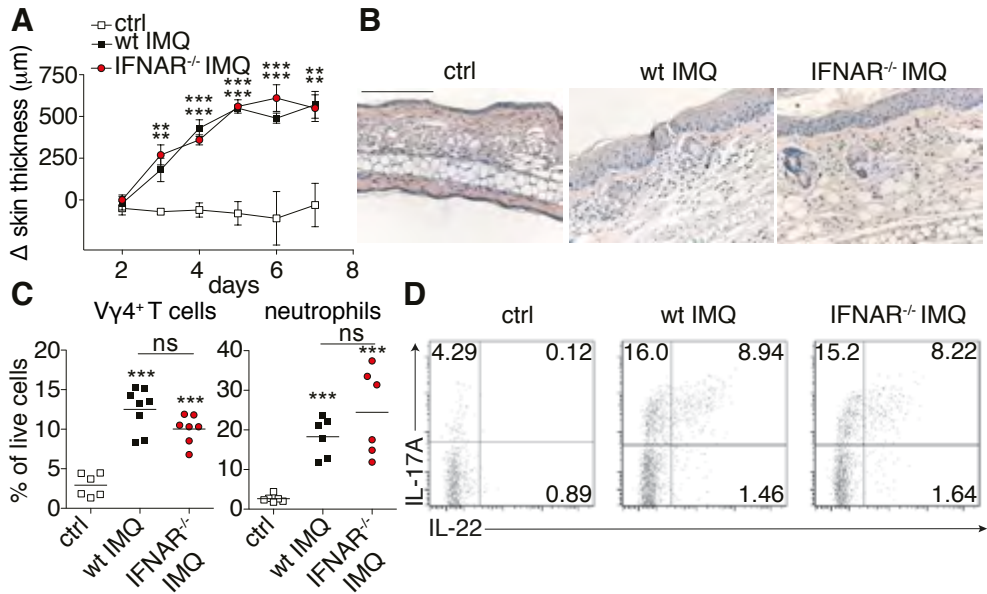 A
ctrl
wt IMQ
IFNAR-/- IMQ
Δ skin thickness (μm)
750
500
250
0
** ** *** *** *** *** *** *** ** **
2 4 6 8
days
B
ctrl
wt IMQ
IFNAR-/- IMQ
C
Vγ4+ T cells
% of live cells
20
15
10
5
0
ns
***
***
ctrl
wt IMQ
IFNAR-/- IMQ
neutrophils
40
30
20
10
0
ns
***
***
ctrl
wt IMQ
IFNAR-/- IMQ
D
ctrl
wt IMQ
IFNAR-/- IMQ
4.29 0.12
0.89
16.0 8.94
1.46
15.2 8.22
1.64
IL-17A
IL-22